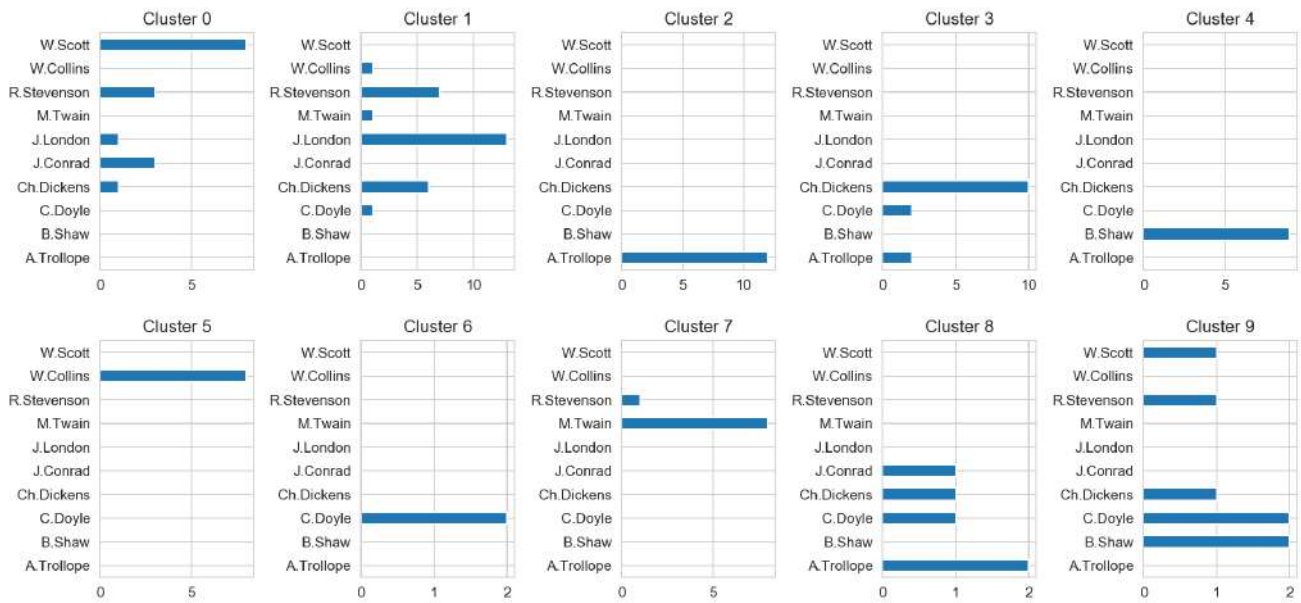 Cluster 0
W.Scott
W.Collins
R.Stevenson
M.Twain
J.London
J.Conrad
Ch.Dickens
C.Doyle
B.Shaw
A.Trollope
0 5
Cluster 1
W.Scott
W.Collins
R.Stevenson
M.Twain
J.London
J.Conrad
Ch.Dickens
C.Doyle
B.Shaw
A.Trollope
0 5 10
Cluster 2
W.Scott
W.Collins
R.Stevenson
M.Twain
J.London
J.Conrad
Ch.Dickens
C.Doyle
B.Shaw
A.Trollope
0 5 10
Cluster 3
W.Scott
W.Collins
R.Stevenson
M.Twain
J.London
J.Conrad
Ch.Dickens
C.Doyle
B.Shaw
A.Trollope
0 5 10
Cluster 4
W.Scott
W.Collins
R.Stevenson
M.Twain
J.London
J.Conrad
Ch.Dickens
C.Doyle
B.Shaw
A.Trollope
0 5
Cluster 5
W.Scott
W.Collins
R.Stevenson
M.Twain
J.London
J.Conrad
Ch.Dickens
C.Doyle
B.Shaw
A.Trollope
0 5
Cluster 6
W.Scott
W.Collins
R.Stevenson
M.Twain
J.London
J.Conrad
Ch.Dickens
C.Doyle
B.Shaw
A.Trollope
0 1 2
Cluster 7
W.Scott
W.Collins
R.Stevenson
M.Twain
J.London
J.Conrad
Ch.Dickens
C.Doyle
B.Shaw
A.Trollope
0 5
Cluster 8
W.Scott
W.Collins
R.Stevenson
M.Twain
J.London
J.Conrad
Ch.Dickens
C.Doyle
B.Shaw
A.Trollope
0 1 2
Cluster 9
W.Scott
W.Collins
R.Stevenson
M.Twain
J.London
J.Conrad
Ch.Dickens
C.Doyle
B.Shaw
A.Trollope
0 1 2